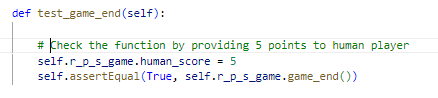 def test_game_end(self):
# Check the function by providing 5 points to human player
self.r_p_s_game.human_score = 5
self.assertEqual(True, self.r_p_s_game.game_end())